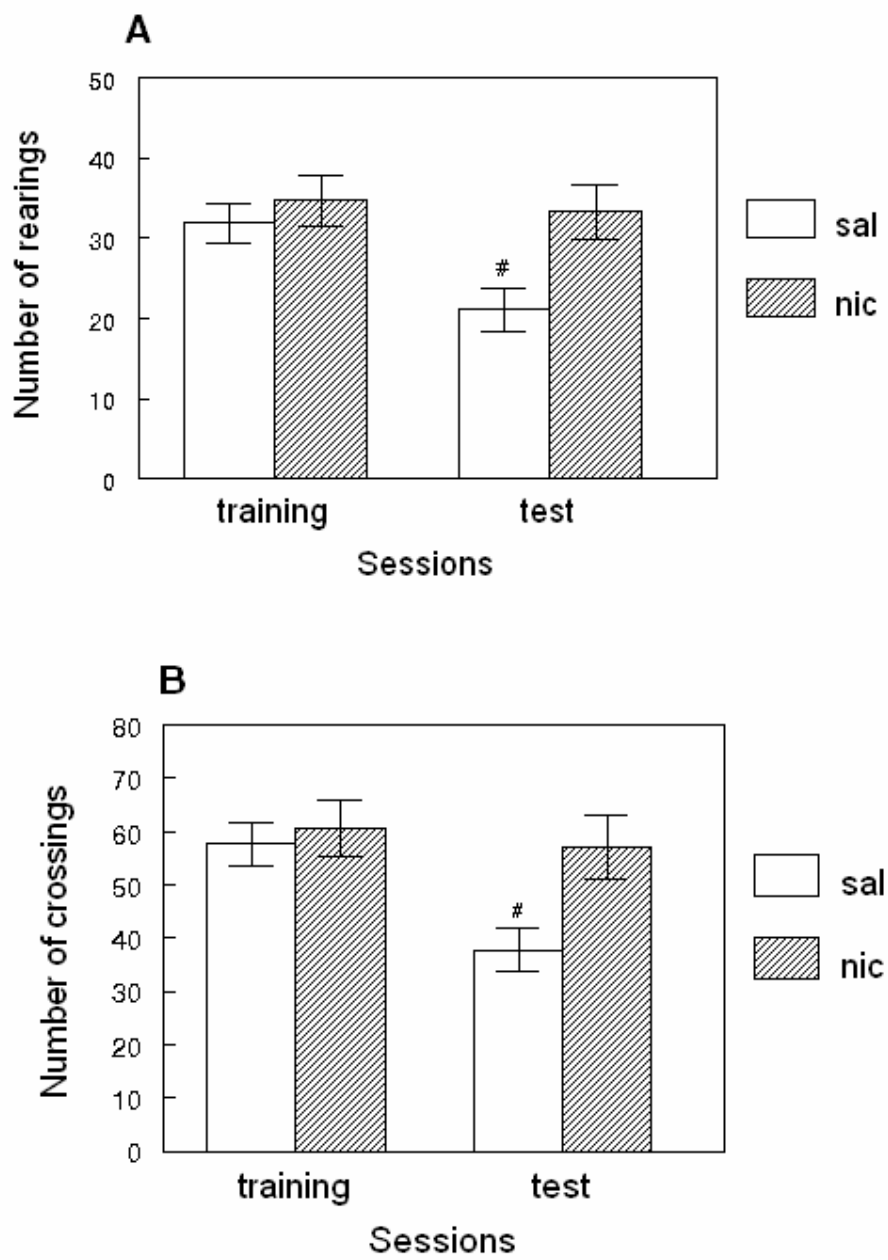 A
50
40
30
20
10
0
Number of rearings
#
training test
Sessions
sal
nic
B
80
70
60
50
40
30
20
10
0
Number of crossings
#
training test
Sessions
sal
nic